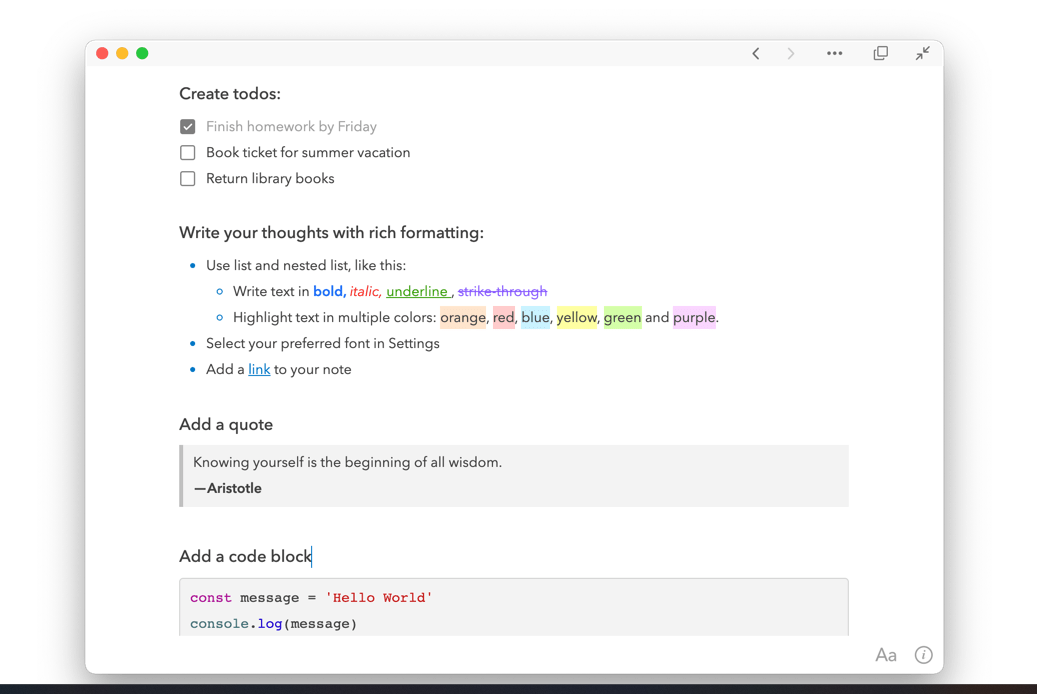 Create todos:
Finish homework by Friday
Book ticket for summer vacation
Return library books
Write your thoughts with rich formatting:
Use list and nested list, like this:
Write text in bold, italic, underline , strike-through
Highlight text in multiple colors: orange, red, blue, yellow, green and purple.
Select your preferred font in Settings
Add a link to your note
Add a quote
Knowing yourself is the beginning of all wisdom.
—Aristotle
Add a code block
const message = 'Hello World'
console.log(message)
Aa